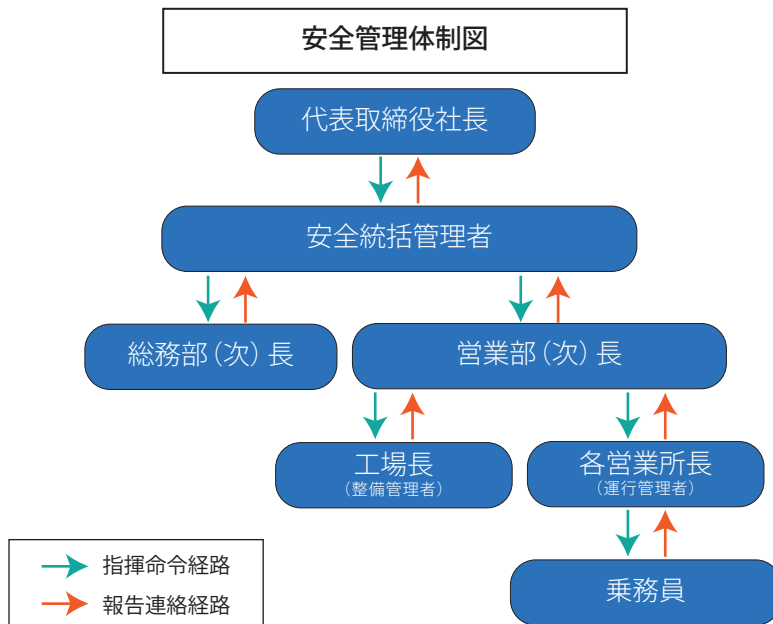 安全管理体制図
代表取締役社長
安全統括管理者
総務部（次）長
営業部（次）長
工場長
（整備管理者）
各営業所長
（運行管理者）
乗務員
指揮命令経路
報告連絡経路